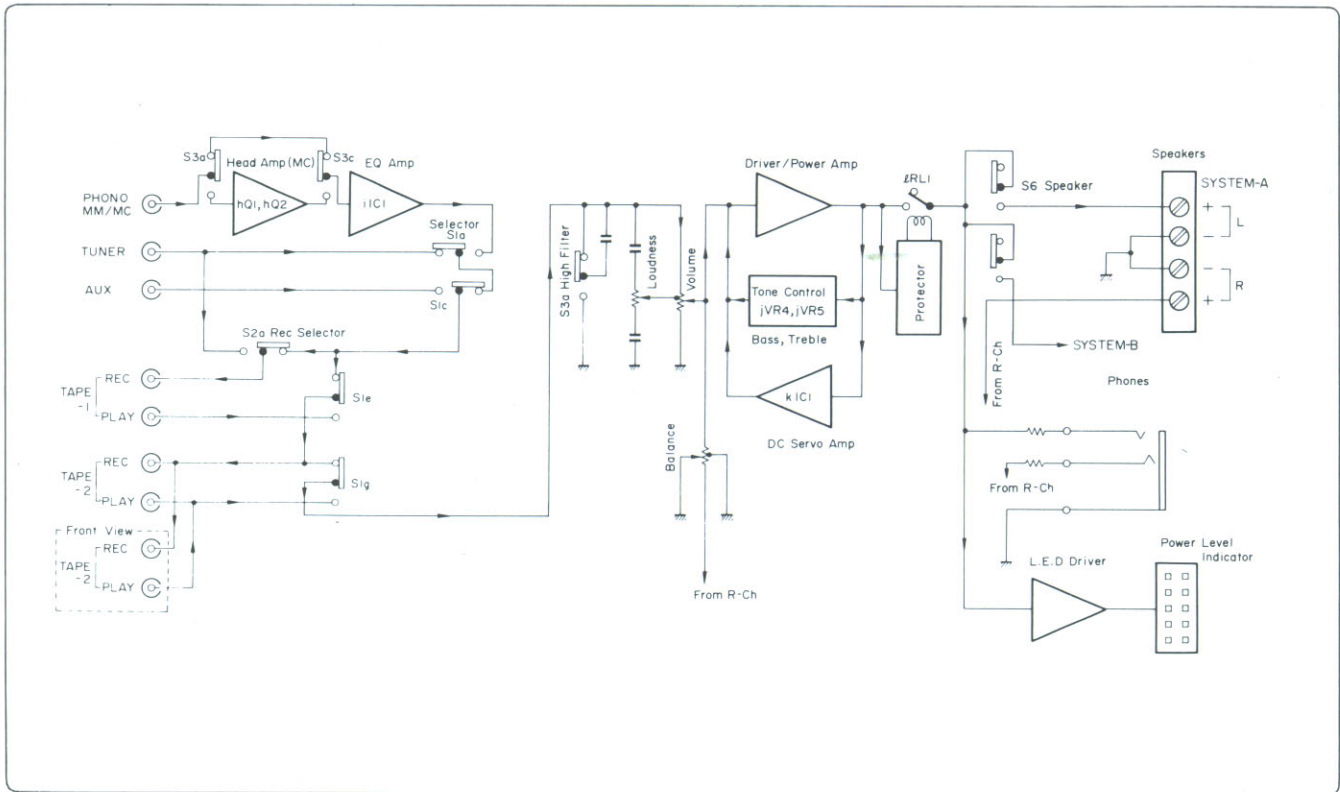 S3a
Head Amp (MC)
S3c
EQ Amp
PHONO
MM/MC
hQ1, hQ2
i IC1
Selector
S1a
TUNER
AUX
S1c
S2a Rec Selector
TAPE
-1
REC
PLAY
S1e
TAPE
-2
REC
PLAY
S1g
Front View
TAPE
-2
REC
PLAY
S3a High Filter
Loudness
Volume
Balance
From R-Ch
Driver/Power Amp
Tone Control
jVR4, jVR5
Bass, Treble
k IC1
DC Servo Amp
ℓRL1
Protector
S6 Speaker
Speakers
SYSTEM-A
+
L
−
−
R
+
SYSTEM-B
From R-Ch
Phones
From R-Ch
L.E.D Driver
Power Level
Indicator